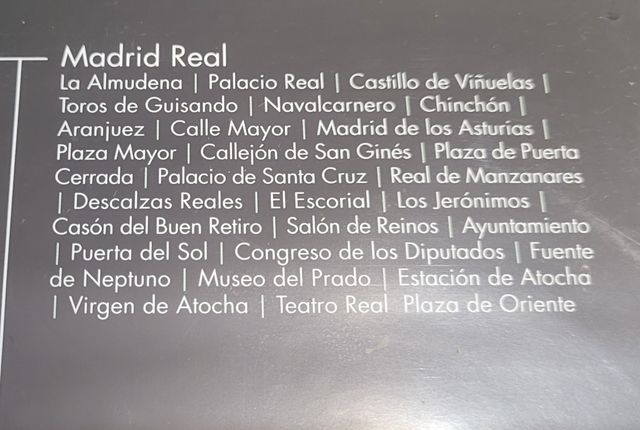 Madrid Real
La Almudena | Palacio Real | Castillo de Viñuelas |
Toros de Guisando | Navalcarnero | Chinchón |
Aranjuez | Calle Mayor | Madrid de los Asturias |
Plaza Mayor | Callejón de San Ginés | Plaza de Puerta
Cerrada | Palacio de Santa Cruz | Real de Manzanares
| Descalzas Reales | El Escorial | Los Jerónimos |
Casón del Buen Retiro | Salón de Reinos | Ayuntamiento
| Puerta del Sol | Congreso de los Diputados | Fuente
de Neptuno | Museo del Prado | Estación de Atocha
| Virgen de Atocha | Teatro Real Plaza de Oriente